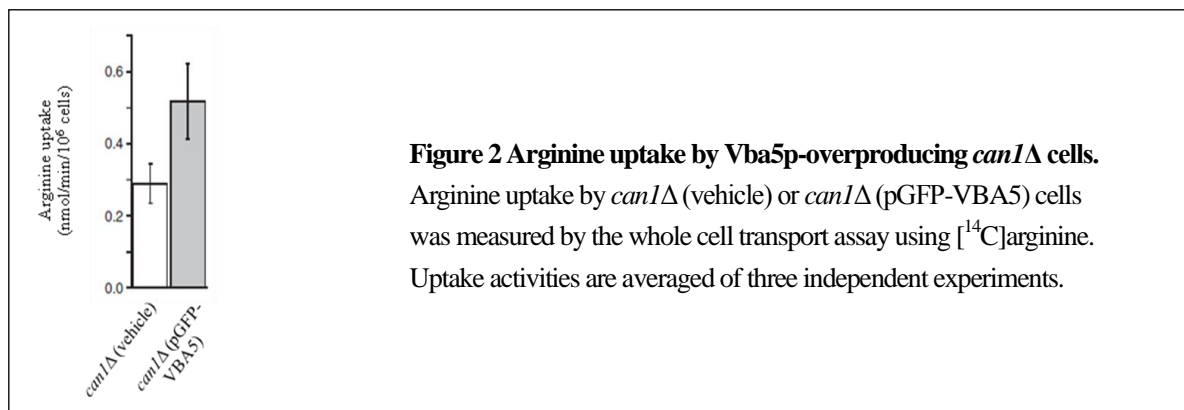 Arginine uptake
(nmol/min/10⁶ cells)
0.6
0.4
0.2
0.0
can1Δ (vehicle)
can1Δ (pGFP-
VBA5)
Figure 2 Arginine uptake by Vba5p-overproducing can1Δ cells.
Arginine uptake by can1Δ (vehicle) or can1Δ (pGFP-VBA5) cells
was measured by the whole cell transport assay using [¹⁴C]arginine.
Uptake activities are averaged of three independent experiments.